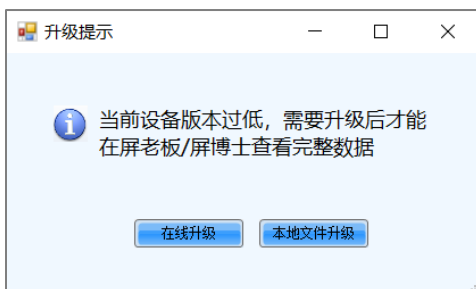 升级提示
当前设备版本过低，需要升级后才能
在屏老板/屏博士查看完整数据
在线升级
本地文件升级